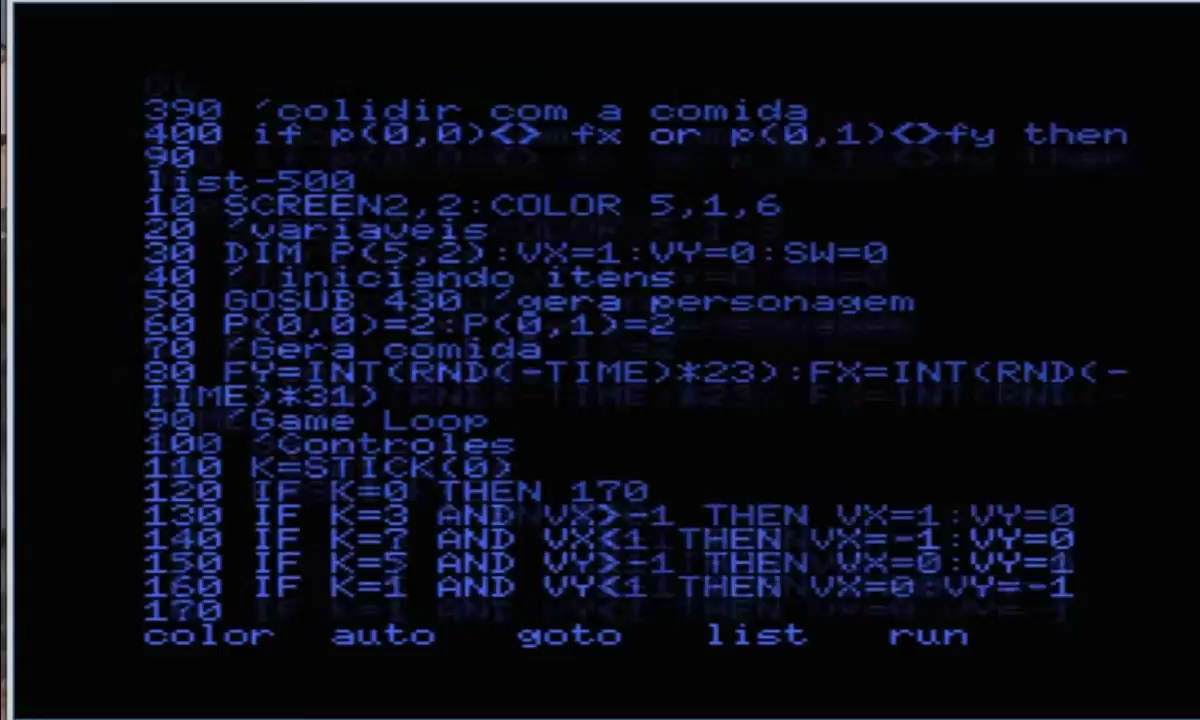 390 'colidir com a comida
400 if p(0,0)<> fx or p(0,1)<>fy then
90
list-500
10 SCREEN2,2:COLOR 5,1,6
20 'variaveis
30 DIM P(5,2):VX=1:VY=0:SW=0
40 ' iniciando itens
50 GOSUB 430 'gera personagem
60 P(0,0)=2:P(0,1)=2
70 'Gera comida
80 FY=INT(RND(-TIME)*23):FX=INT(RND(-
TIME)*31)
90 'Game Loop
100 'Controles
110 K=STICK(0)
120 IF K=0 THEN 170
130 IF K=3 AND VX>-1 THEN VX=1:VY=0
140 IF K=7 AND VX<1 THEN VX=-1:VY=0
150 IF K=5 AND VY>-1 THEN VX=0:VY=1
160 IF K=1 AND VY<1 THEN VX=0:VY=-1
170
color auto goto list run